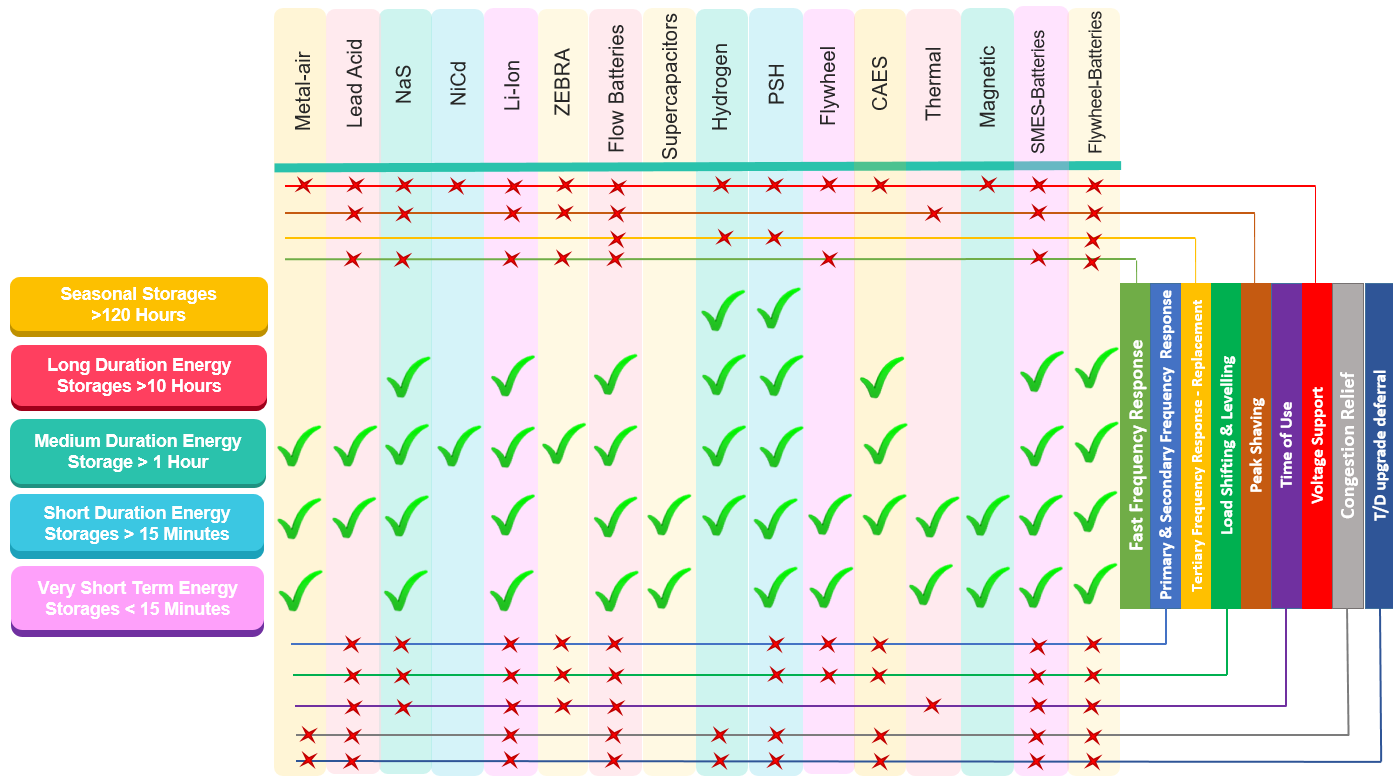 Metal-air
Lead Acid
NaS
NiCd
Li-Ion
ZEBRA
Flow Batteries
Supercapacitors
Hydrogen
PSH
Flywheel
CAES
Thermal
Magnetic
SMES-Batteries
Flywheel-Batteries
Seasonal Storages
>120 Hours
Long Duration Energy
Storages >10 Hours
Medium Duration Energy
Storage > 1 Hour
Short Duration Energy
Storages > 15 Minutes
Very Short Term Energy
Storages < 15 Minutes
Fast Frequency Response
Primary & Secondary Frequency Response
Tertiary Frequency Response - Replacement
Load Shifting & Levelling
Peak Shaving
Time of Use
Voltage Support
Congestion Relief
T/D upgrade deferral